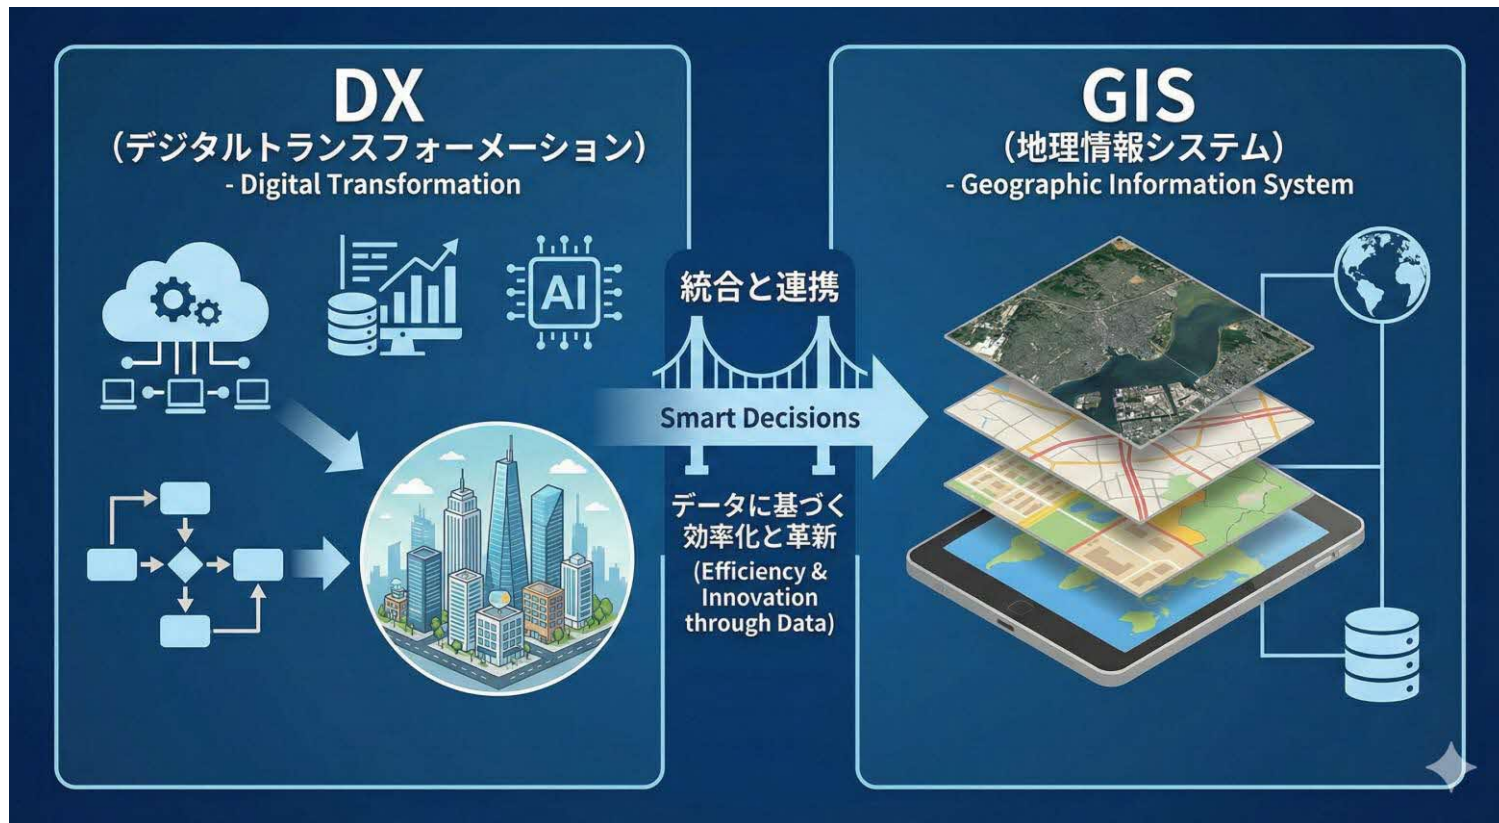 DX
（デジタルトランスフォーメーション）
- Digital Transformation
AI
統合と連携
Smart Decisions
データに基づく
効率化と革新
(Efficiency &
Innovation
through Data)
GIS
（地理情報システム）
- Geographic Information System